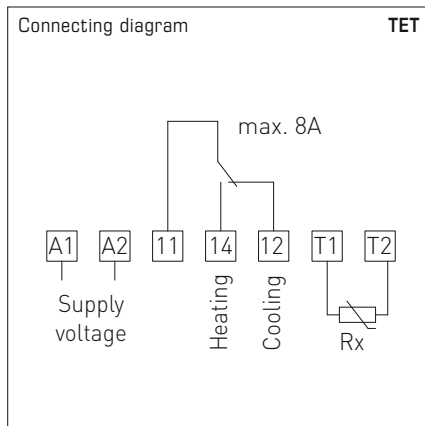 Connecting diagram TET
max. 8A
A1 A2 11 14 12 T1 T2
Supply
voltage
Heating
Cooling
Rx